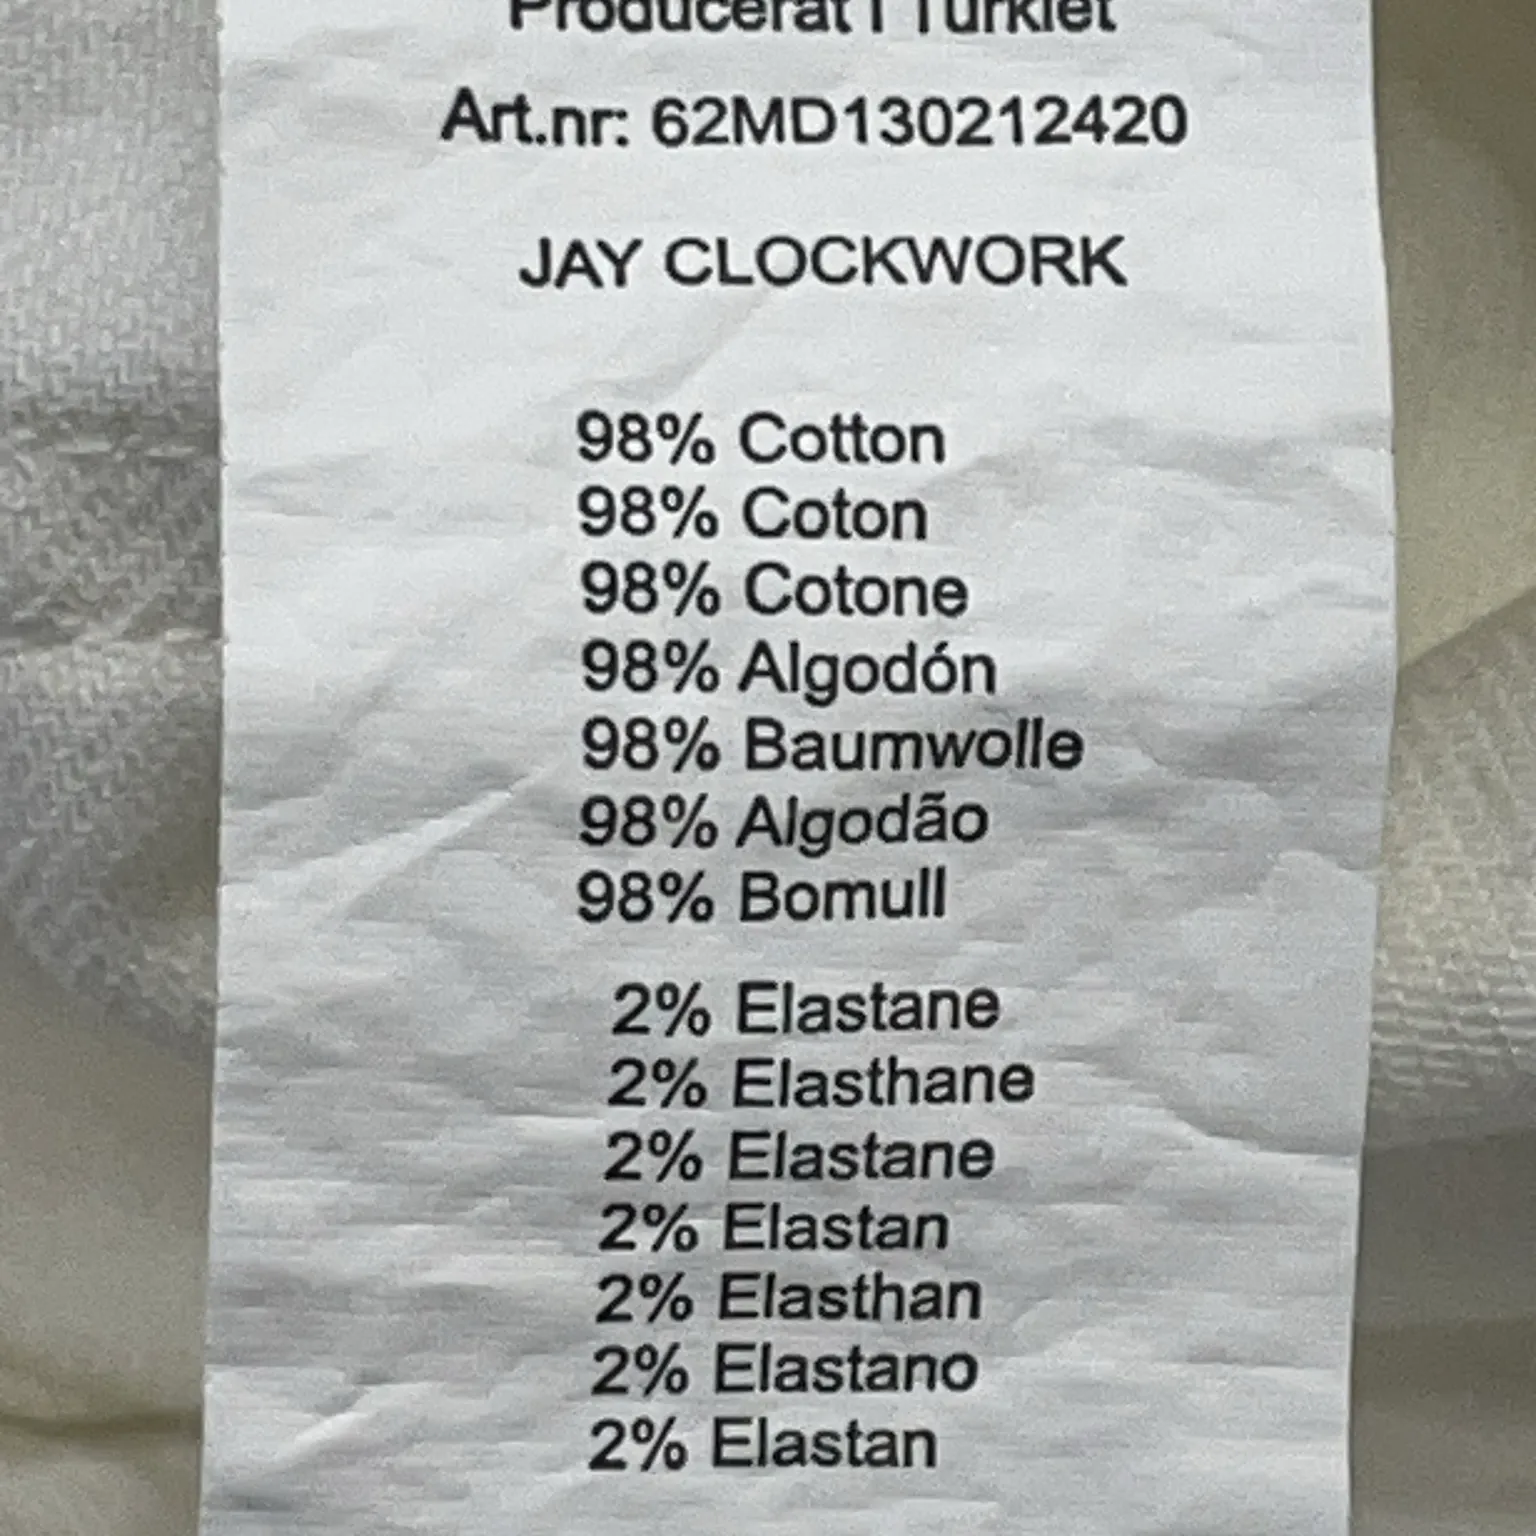 Producerat i Turkiet
Art.nr: 62MD130212420
JAY CLOCKWORK
98% Cotton
98% Coton
98% Cotone
98% Algodón
98% Baumwolle
98% Algodão
98% Bomull
2% Elastane
2% Elasthane
2% Elastane
2% Elastan
2% Elasthan
2% Elastano
2% Elastan